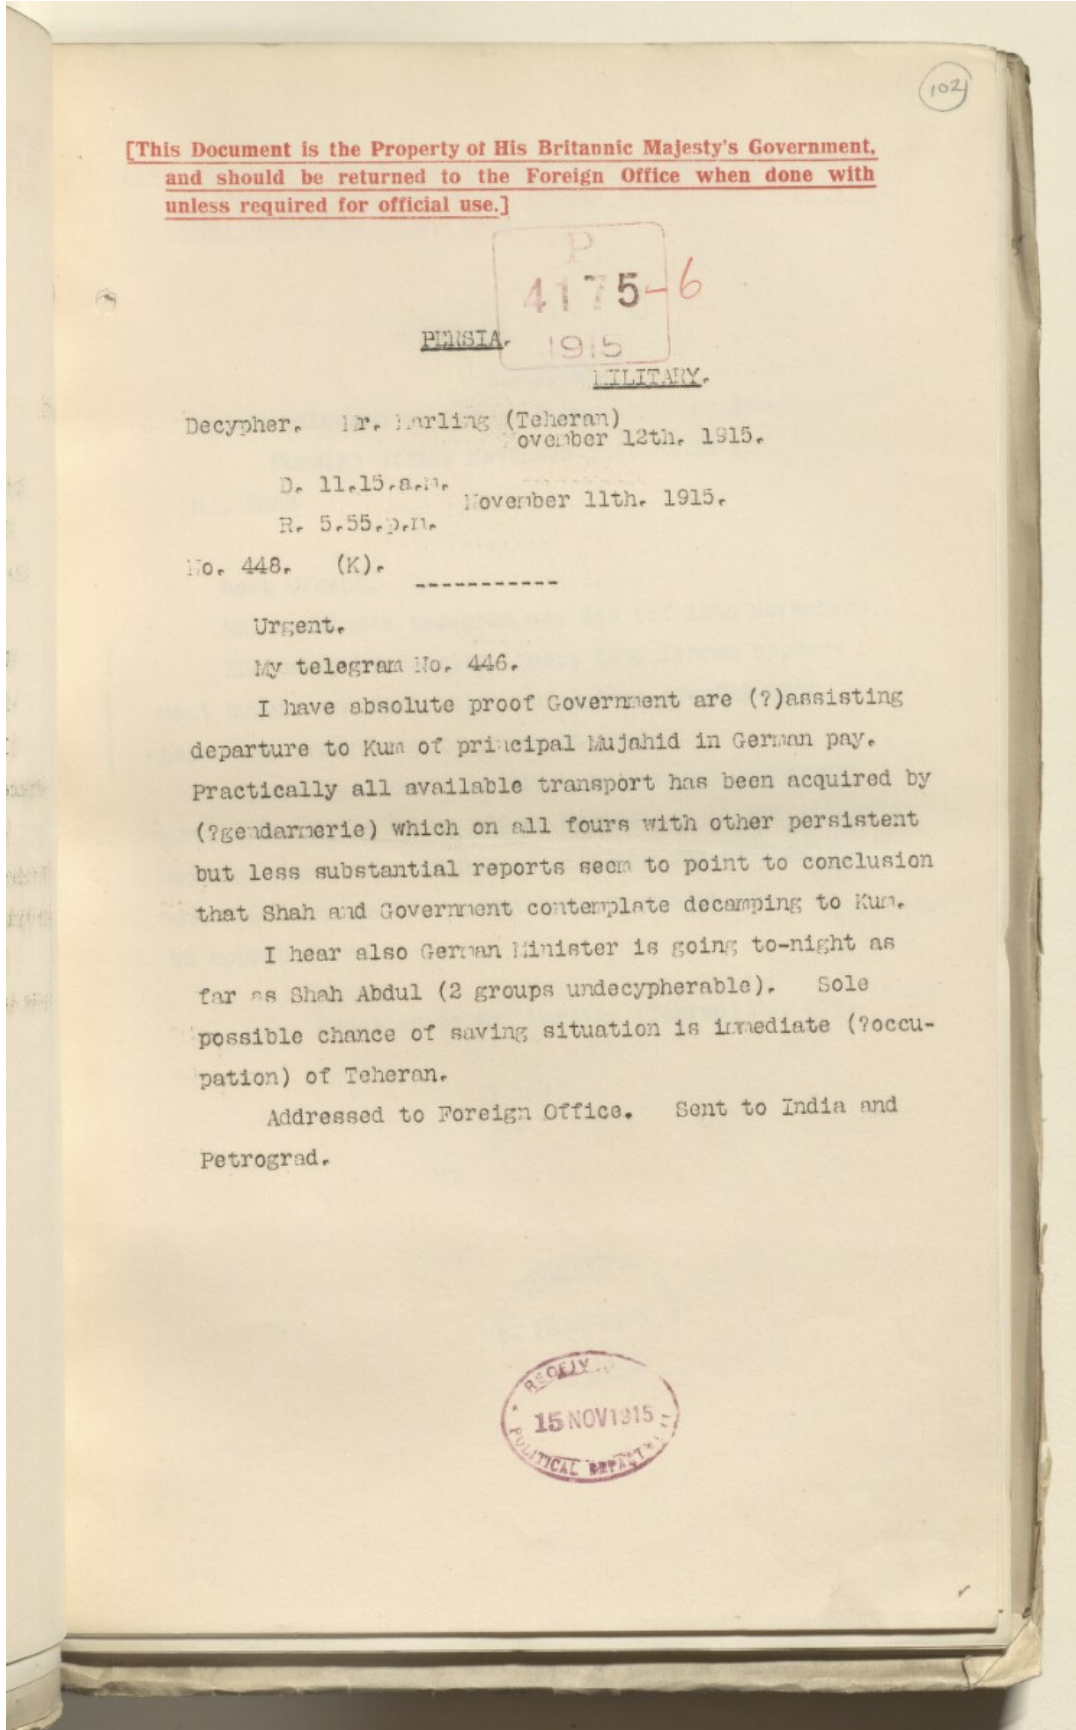 102
[This Document is the Property of His Britannic Majesty's Government,
and should be returned to the Foreign Office when done with
unless required for official use.]
P
4175-6
1915
PERSIA.
MILITARY.
Decypher. Mr. Marling (Teheran)
November 12th. 1915.
D. 11.15.a.m.
November 11th. 1915.
R. 5.55.p.m.
No. 448. (K).
-----------
Urgent.
My telegram No. 446.
I have absolute proof Government are (?)assisting
departure to Kum of principal Mujahid in German pay.
Practically all available transport has been acquired by
(?gendarmerie) which on all fours with other persistent
but less substantial reports seem to point to conclusion
that Shah and Government contemplate decamping to Kum.
I hear also German Minister is going to-night as
far as Shah Abdul (2 groups undecypherable). Sole
possible chance of saving situation is immediate (?occu-
pation) of Teheran.
Addressed to Foreign Office. Sent to India and
Petrograd.
RECEIVED
15 NOV 1915
POLITICAL DEPARTMENT